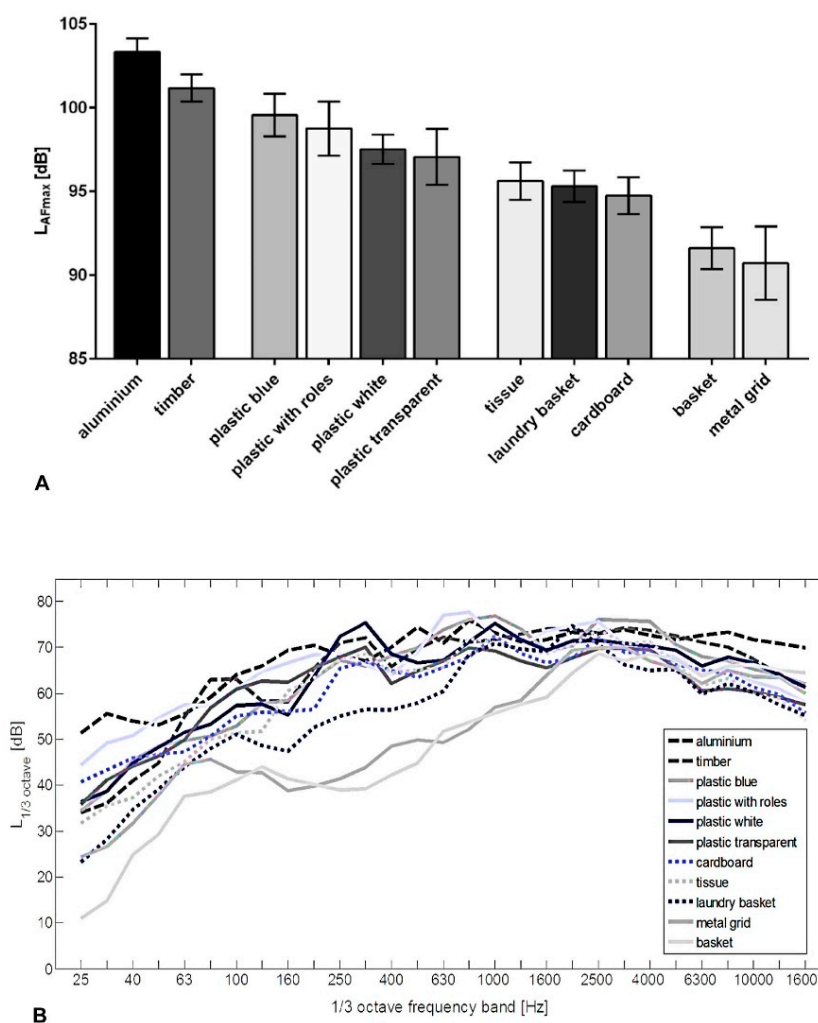 105
100
95
90
85
L_AFmax [dB]
aluminium
timber
plastic blue
plastic with roles
plastic white
plastic transparent
tissue
laundry basket
cardboard
basket
metal grid
A
80
70
60
50
40
30
20
10
0
L_1/3 octave [dB]
aluminium
timber
plastic blue
plastic with roles
plastic white
plastic transparent
cardboard
tissue
laundry basket
metal grid
basket
25 40 63 100 160 250 400 630 1000 1600 2500 4000 6300 10000 1600
1/3 octave frequency band [Hz]
B